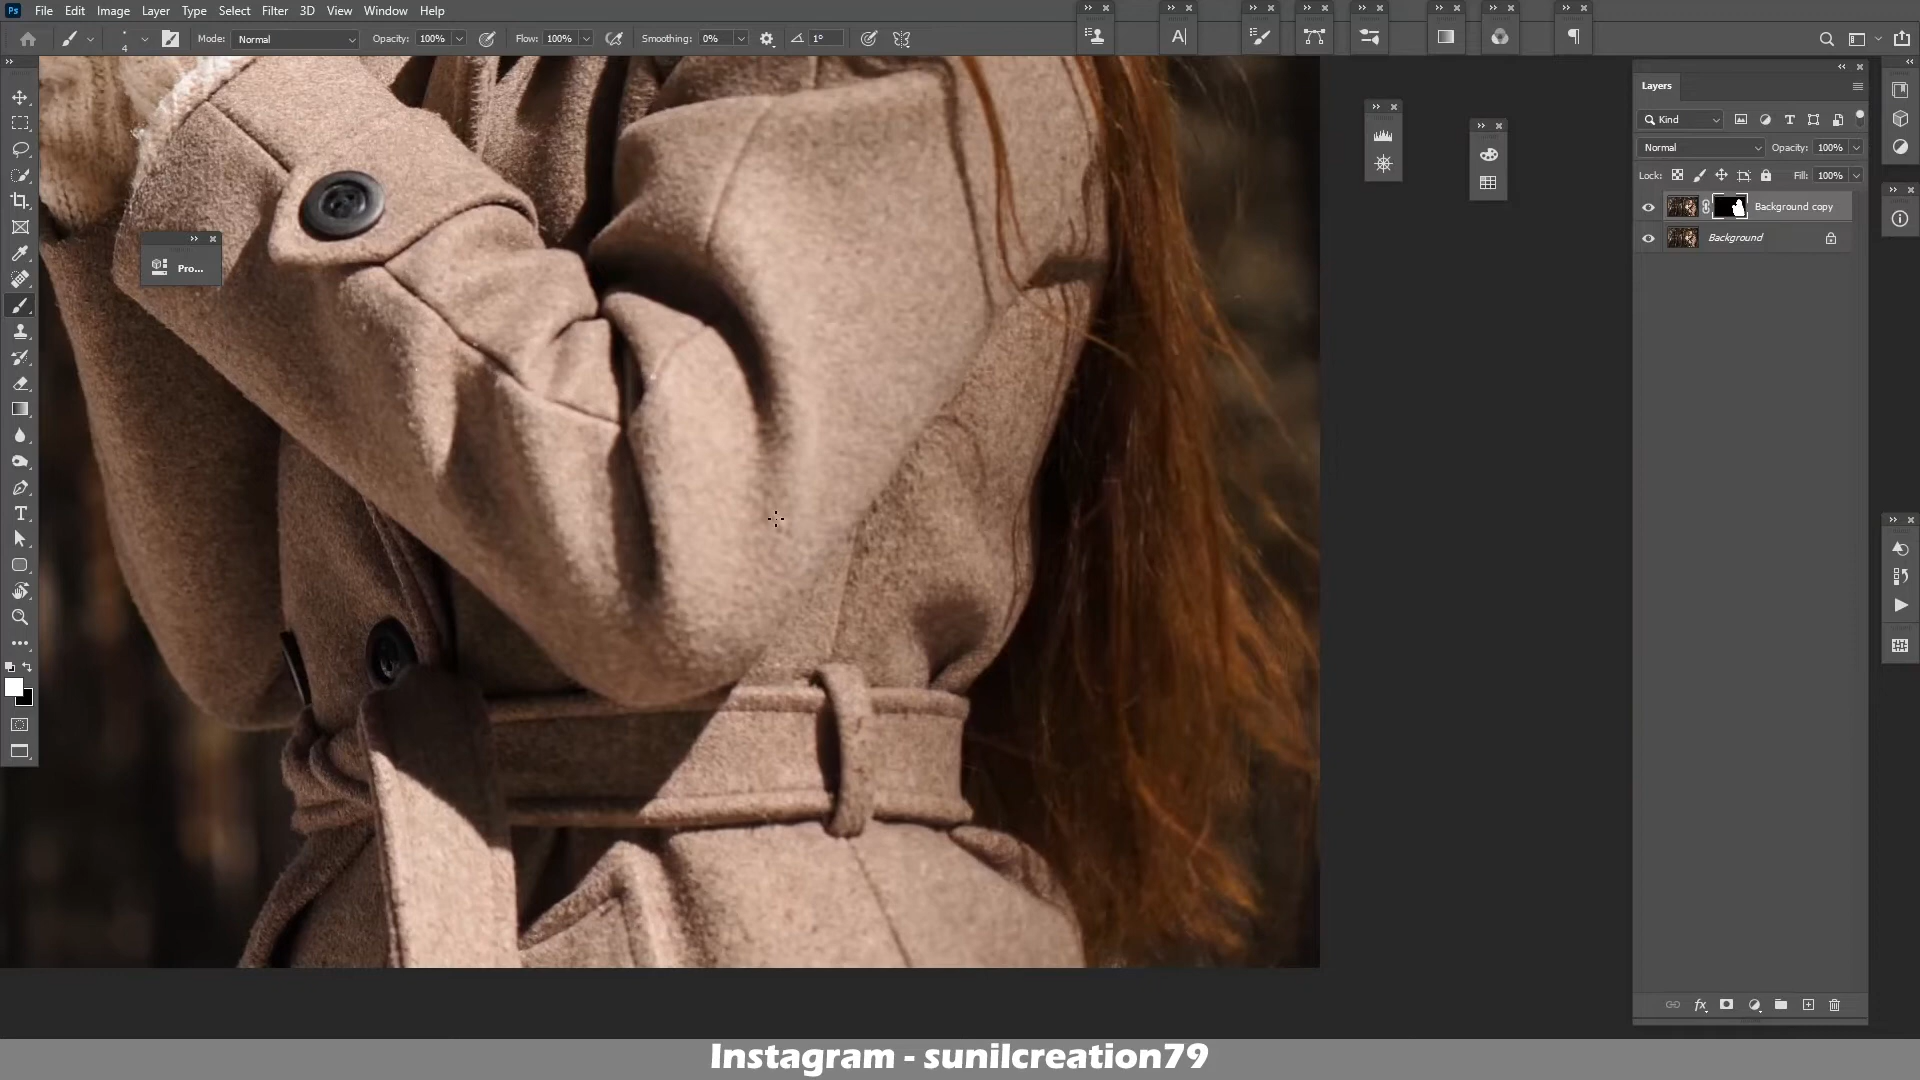 Ps File Edit Image Layer Type Select Filter 3D View Window Help
4 Mode: Normal Opacity: 100% Flow: 100% Smoothing: 0% 1°
Layers
Kind
Normal Opacity: 100%
Lock: Fill: 100%
Background copy
Background
Pro...
Instagram - sunilcreation79